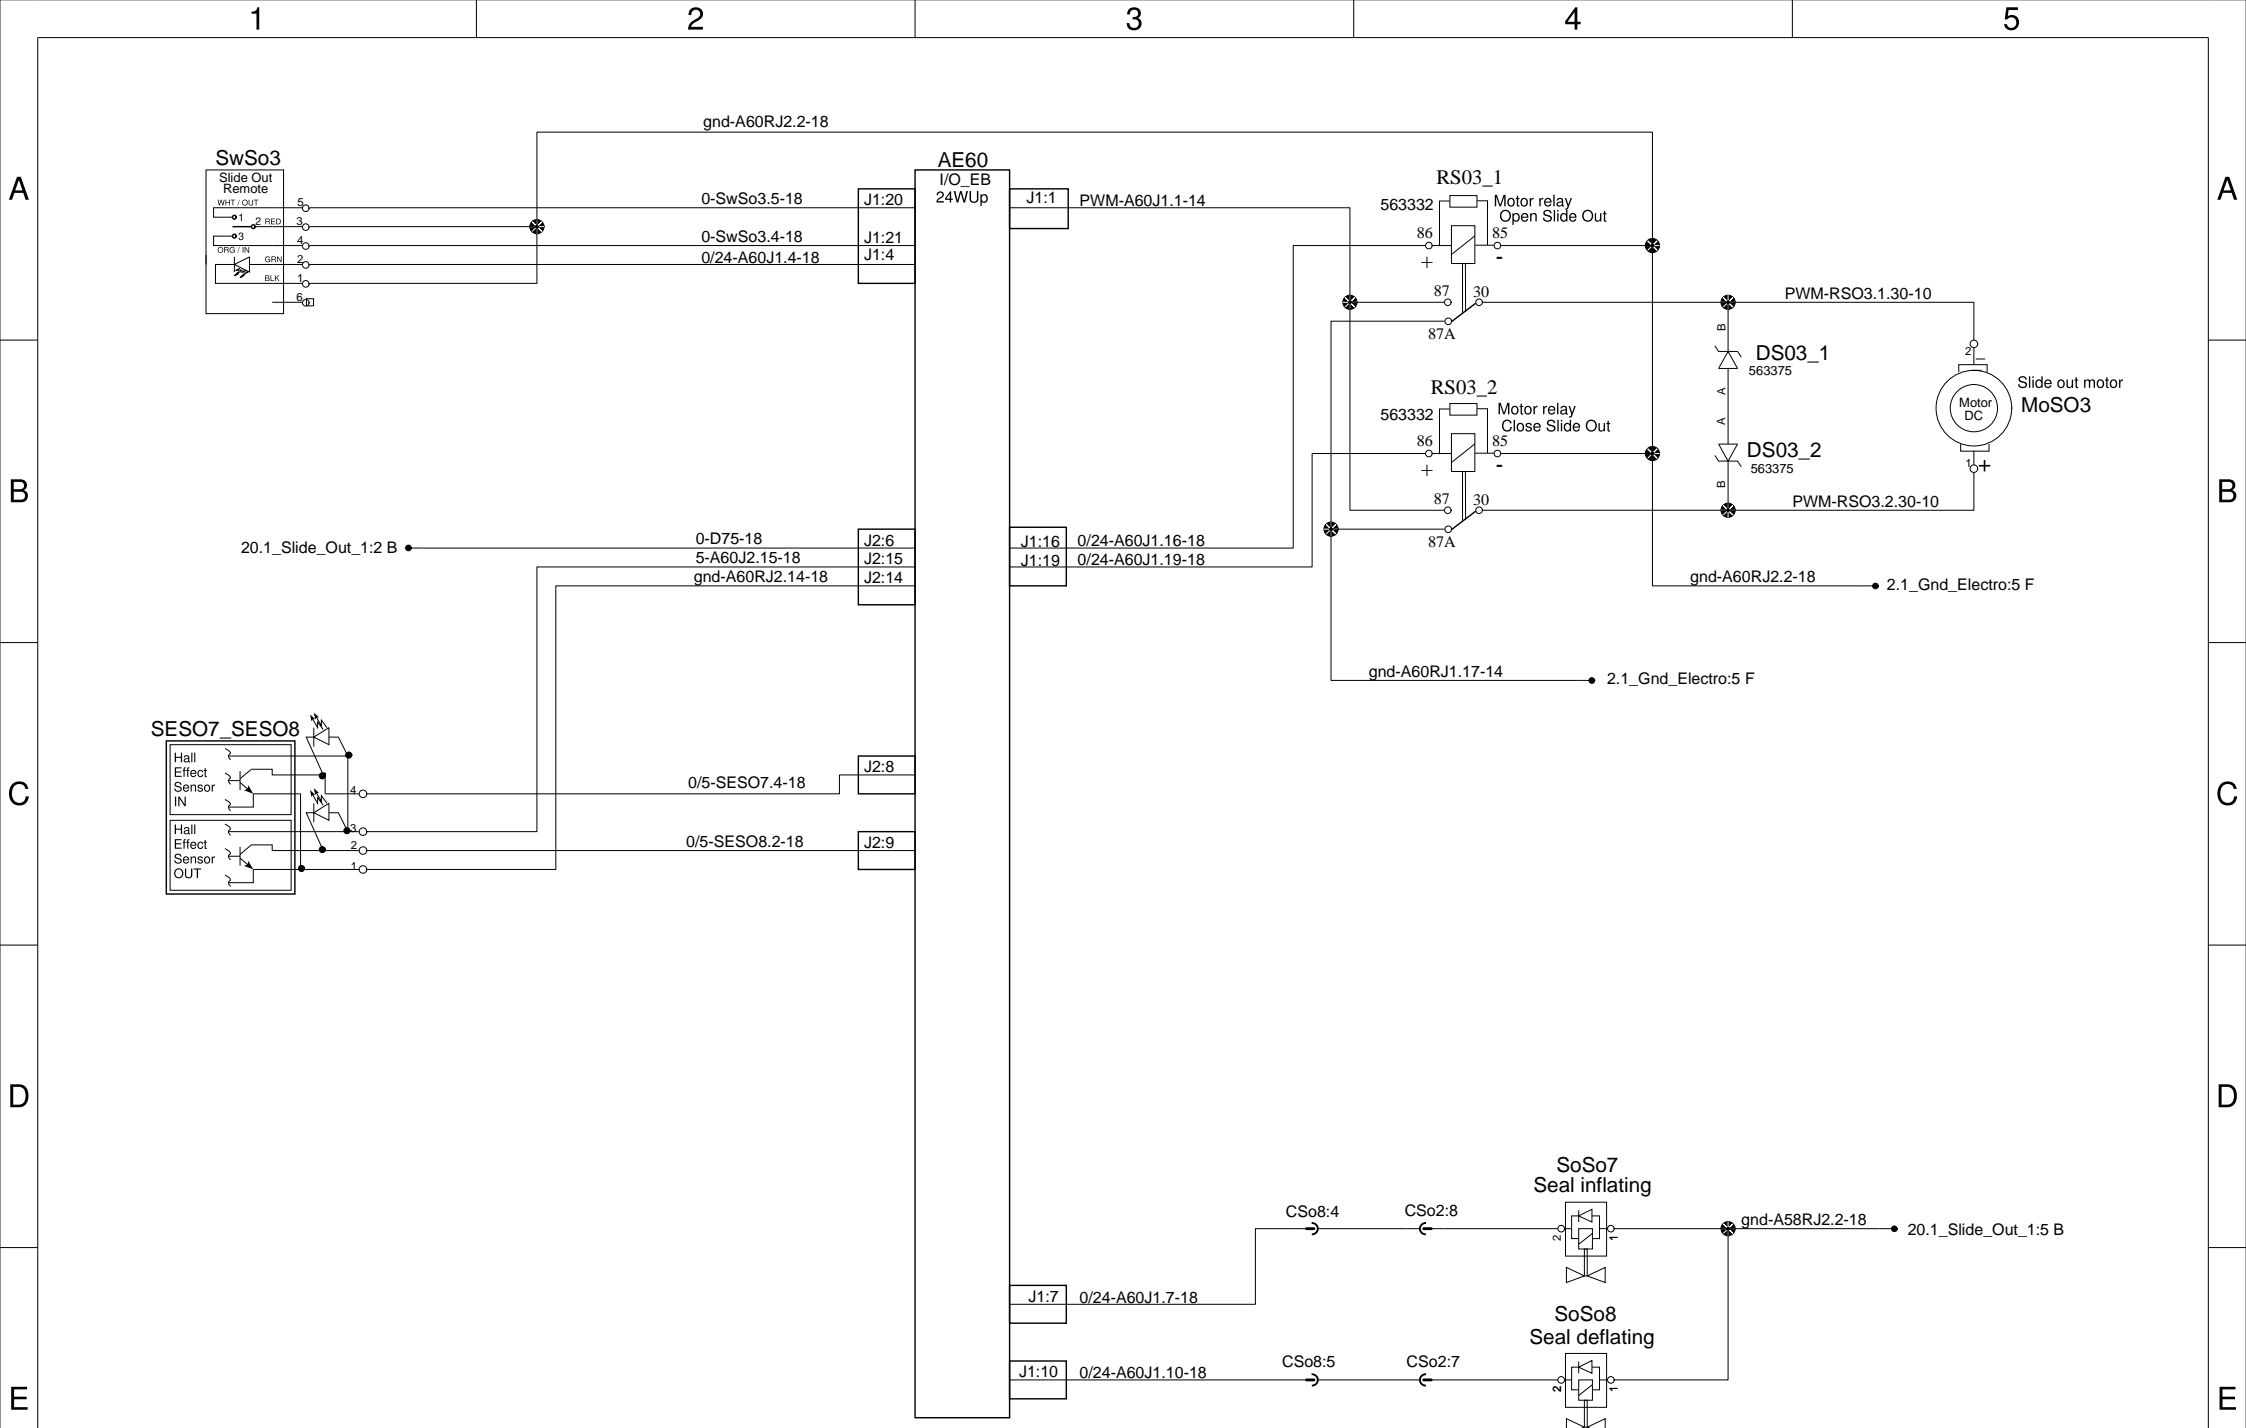 1 2 3 4 5
A A
B B
C C
D D
E E
gnd-A60RJ2.2-18
SwSo3
Slide Out
Remote
WHT / OUT
1
2 RED
3
ORG / IN
GRN
BLK
5
3
4
2
1
6
0-SwSo3.5-18
0-SwSo3.4-18
0/24-A60J1.4-18
J1:20
J1:21
J1:4
AE60
I/O_EB
24WUp
J1:1
PWM-A60J1.1-14
RS03_1
563332
Motor relay
Open Slide Out
86
85
+
-
87
30
87A
PWM-RSO3.1.30-10
B
DS03_1
563375
A
A
DS03_2
563375
B
2
–
Motor
DC
Slide out motor
MoSO3
1
+
PWM-RSO3.2.30-10
RS03_2
563332
Motor relay
Close Slide Out
86
85
+
-
87
30
87A
20.1_Slide_Out_1:2 B
0-D75-18
5-A60J2.15-18
gnd-A60RJ2.14-18
J2:6
J2:15
J2:14
J1:16
J1:19
0/24-A60J1.16-18
0/24-A60J1.19-18
gnd-A60RJ2.2-18
2.1_Gnd_Electro:5 F
gnd-A60RJ1.17-14
2.1_Gnd_Electro:5 F
SESO7_SESO8
Hall
Effect
Sensor
IN
Hall
Effect
Sensor
OUT
4
3
2
1
0/5-SESO7.4-18
J2:8
0/5-SESO8.2-18
J2:9
SoSo7
Seal inflating
CSo8:4
CSo2:8
2
1
gnd-A58RJ2.2-18
20.1_Slide_Out_1:5 B
J1:7
0/24-A60J1.7-18
SoSo8
Seal deflating
J1:10
0/24-A60J1.10-18
CSo8:5
CSo2:7
2
1